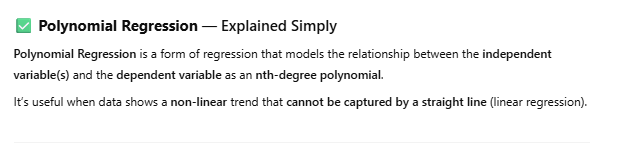 ✅ Polynomial Regression — Explained Simply
Polynomial Regression is a form of regression that models the relationship between the independent
variable(s) and the dependent variable as an nth-degree polynomial.
It's useful when data shows a non-linear trend that cannot be captured by a straight line (linear regression).